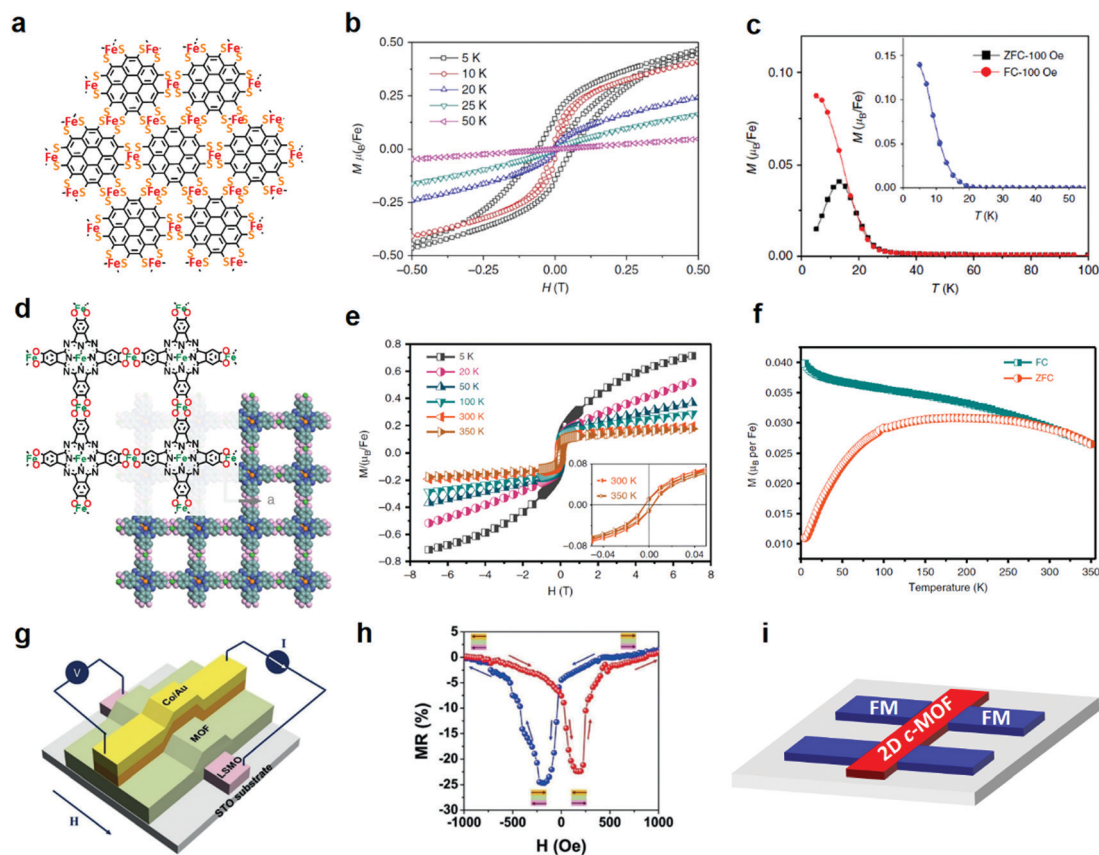 a
b
0.50
0.25
0.00
-0.25
-0.50
M μ(B/Fe)
5 K
10 K
20 K
25 K
50 K
-0.50 -0.25 0.00 0.25 0.50
H (T)
c
0.15
0.10
0.05
0.00
M (μB/Fe)
ZFC-100 Oe
FC-100 Oe
0.15
0.10
0.05
0.00
M (μB/Fe)
10 20 30 40 50
T (K)
0 20 40 60 80 100
T (K)
d
a
e
0.8
0.6
0.4
0.2
0.0
-0.2
-0.4
-0.6
0.8
M/(μB/Fe)
5 K
20 K
50 K
100 K
300 K
350 K
0.08
0.00
-0.08
300 K
350 K
-0.05 0.00 0.05
-8 -6 -4 -2 0 2 4 6 8
H (T)
f
0.040
0.035
0.030
0.025
0.020
0.015
0.010
M (μB per Fe)
FC
ZFC
0 50 100 150 200 250 300 350
Temperature (K)
g
V
I
Co/Au
MOF
LSMO
STO substrate
H
h
5
0
-5
-10
-15
-20
-25
-30
MR (%)
-1000 -500 0 500 1000
H (Oe)
i
FM
FM
2D c-MOF